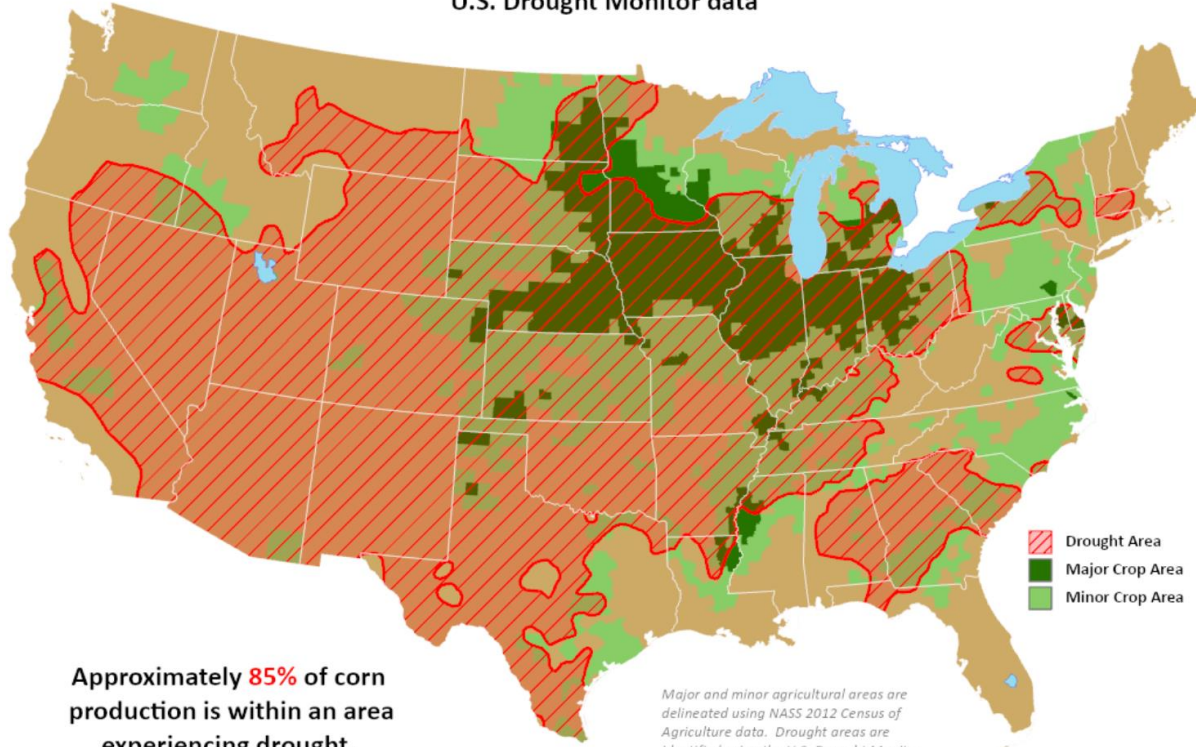 U.S. Drought Monitor data
Drought Area
Major Crop Area
Minor Crop Area
Approximately 85% of corn
production is within an area
experiencing drought
Major and minor agricultural areas are
delineated using NASS 2012 Census of
Agriculture data. Drought areas are